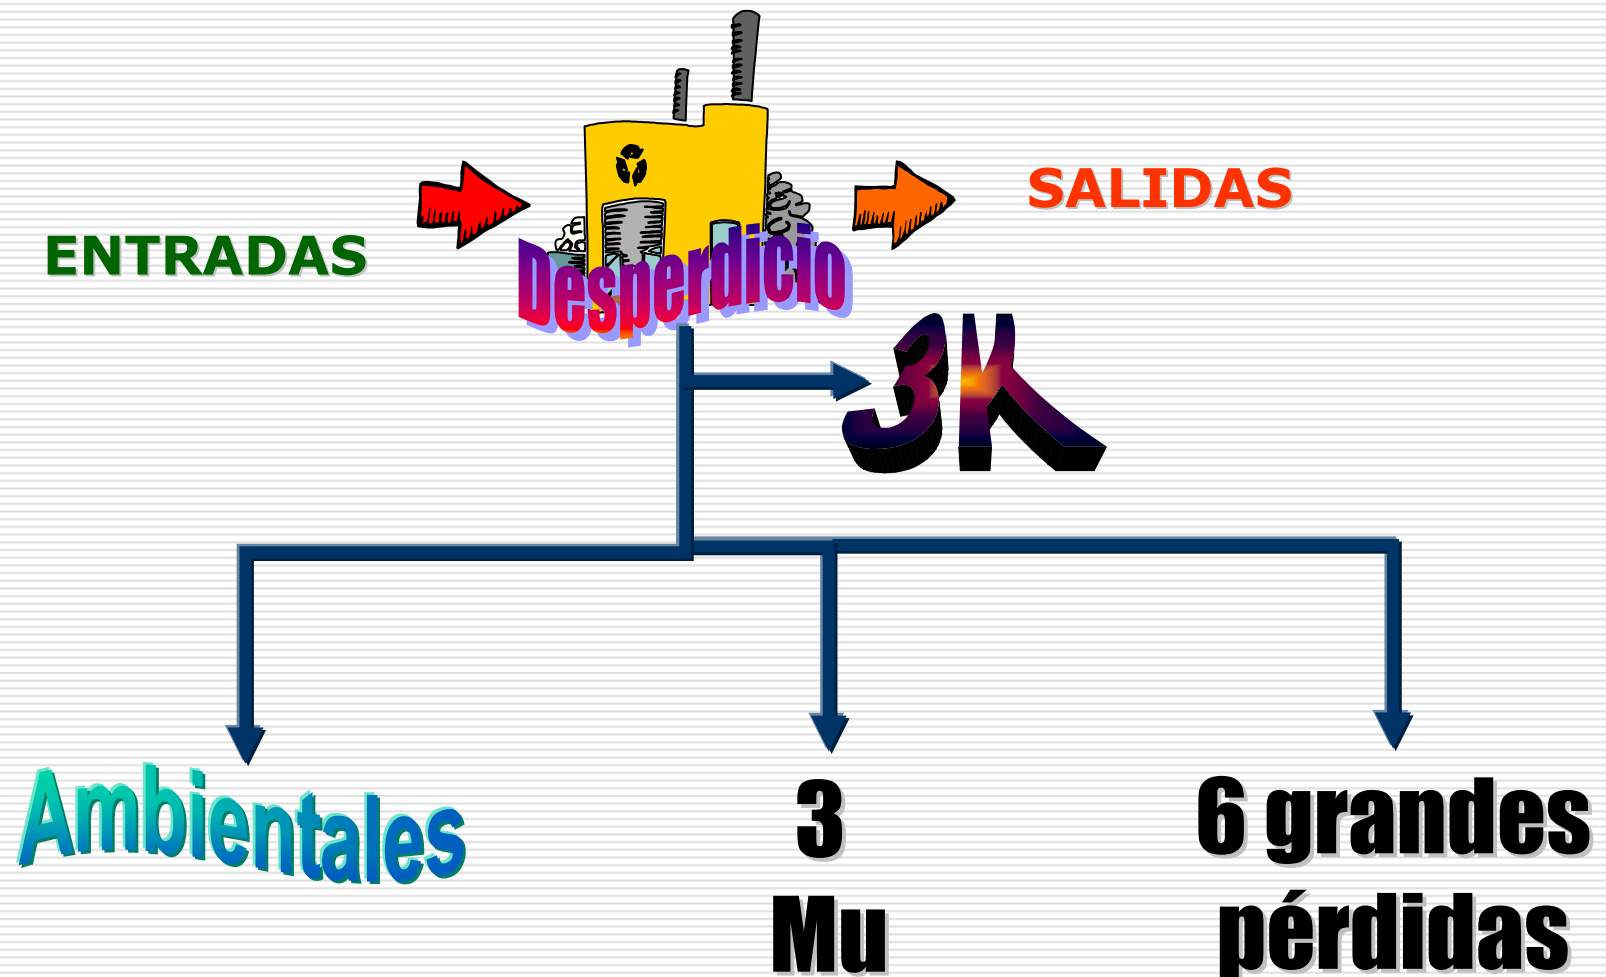 SALIDAS
ENTRADAS
Desperdicio
3K
Ambientales
3
Mu
6 grandes
pérdidas